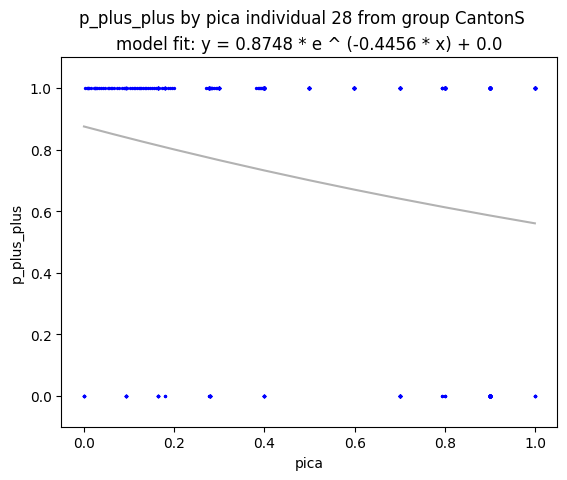 p_plus_plus by pica individual 28 from group CantonS
model fit: y = 0.8748 * e ^ (-0.4456 * x) + 0.0
1.0
0.8
0.6
0.4
0.2
0.0
p_plus_plus
0.0 0.2 0.4 0.6 0.8 1.0
pica